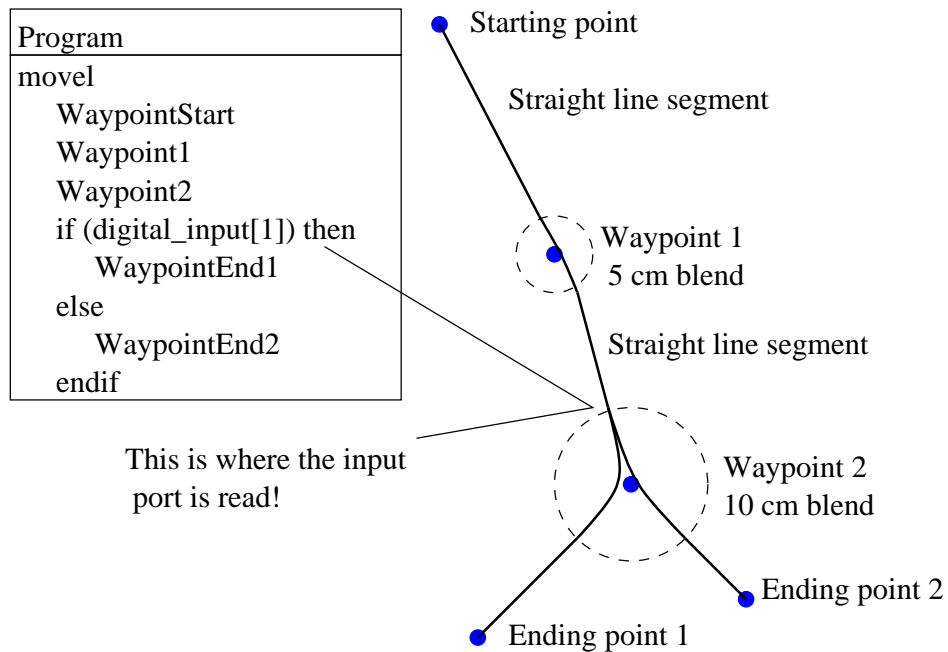 Program
movel
WaypointStart
Waypoint1
Waypoint2
if (digital_input[1]) then
WaypointEnd1
else
WaypointEnd2
endif
Starting point
Straight line segment
Waypoint 1
5 cm blend
Straight line segment
This is where the input
port is read!
Waypoint 2
10 cm blend
Ending point 2
Ending point 1